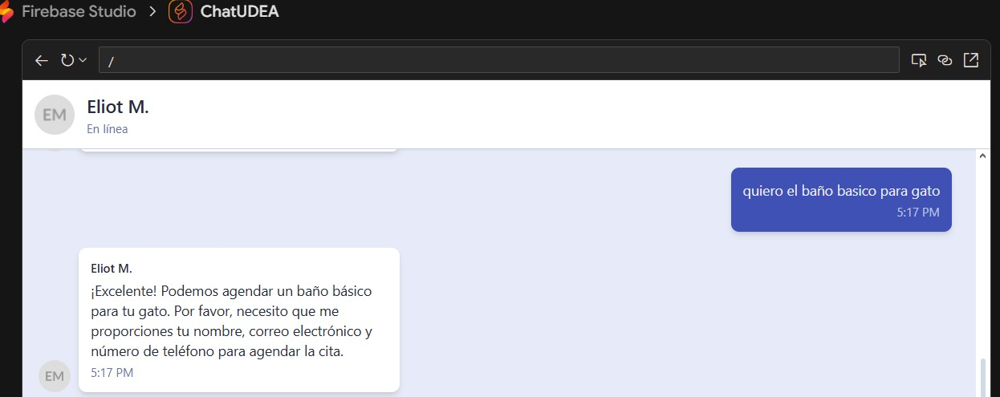 Firebase Studio > ChatUDEA
/
EM
Eliot M.
En línea
quiero el baño basico para gato
5:17 PM
Eliot M.
¡Excelente! Podemos agendar un baño básico
para tu gato. Por favor, necesito que me
proporciones tu nombre, correo electrónico y
número de teléfono para agendar la cita.
5:17 PM
EM